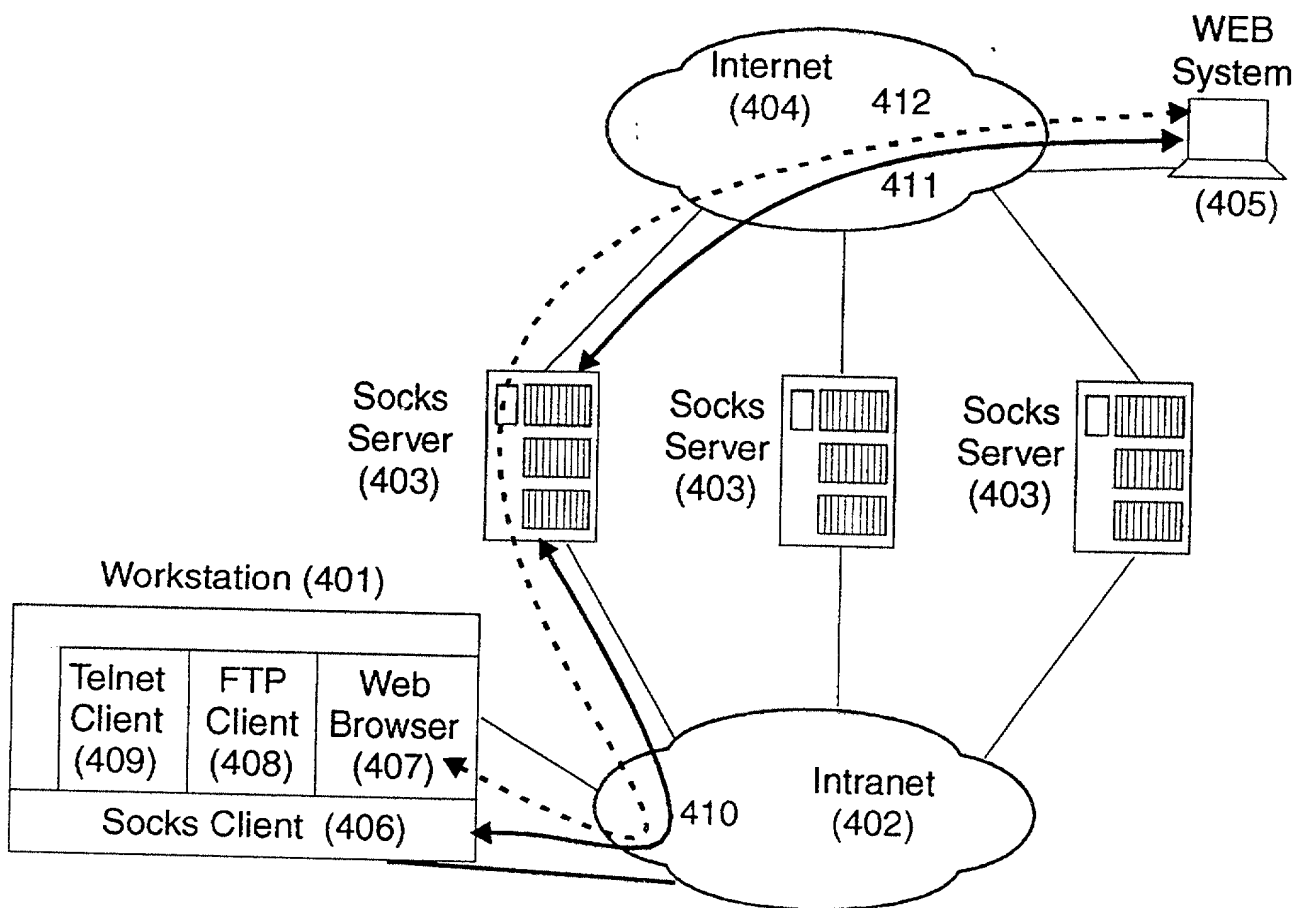 WEB
System
(405)
Internet
(404)
412
411
Socks
Server
(403)
Socks
Server
(403)
Socks
Server
(403)
Workstation (401)
Telnet
Client
(409)
FTP
Client
(408)
Web
Browser
(407)
Socks Client (406)
410
Intranet
(402)